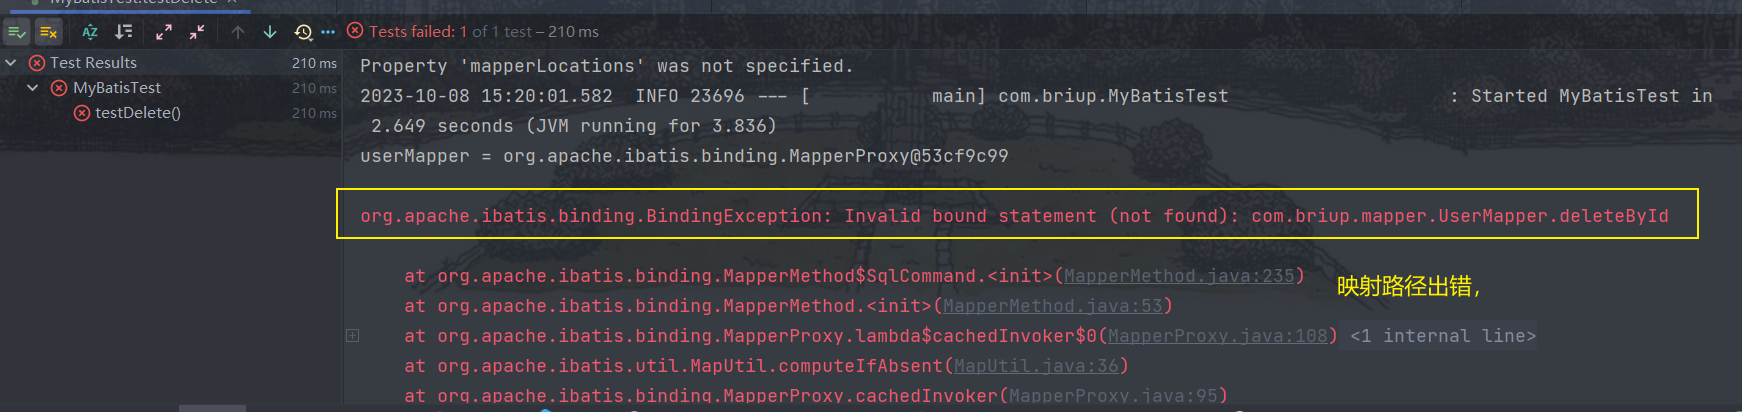 MyBatisTest.testDelete ×
Tests failed: 1 of 1 test – 210 ms
Test Results 210 ms
MyBatisTest 210 ms
testDelete() 210 ms
Property 'mapperLocations' was not specified.
2023-10-08 15:20:01.582  INFO 23696 --- [           main] com.briup.MyBatisTest                    : Started MyBatisTest in
 2.649 seconds (JVM running for 3.836)
userMapper = org.apache.ibatis.binding.MapperProxy@53cf9c99
org.apache.ibatis.binding.BindingException: Invalid bound statement (not found): com.briup.mapper.UserMapper.deleteById
at org.apache.ibatis.binding.MapperMethod$SqlCommand.<init>(MapperMethod.java:235)
映射路径出错，
at org.apache.ibatis.binding.MapperMethod.<init>(MapperMethod.java:53)
at org.apache.ibatis.binding.MapperProxy.lambda$cachedInvoker$0(MapperProxy.java:108) <1 internal line>
at org.apache.ibatis.util.MapUtil.computeIfAbsent(MapUtil.java:36)
at org.apache.ibatis.binding.MapperProxy.cachedInvoker(MapperProxy.java:95)